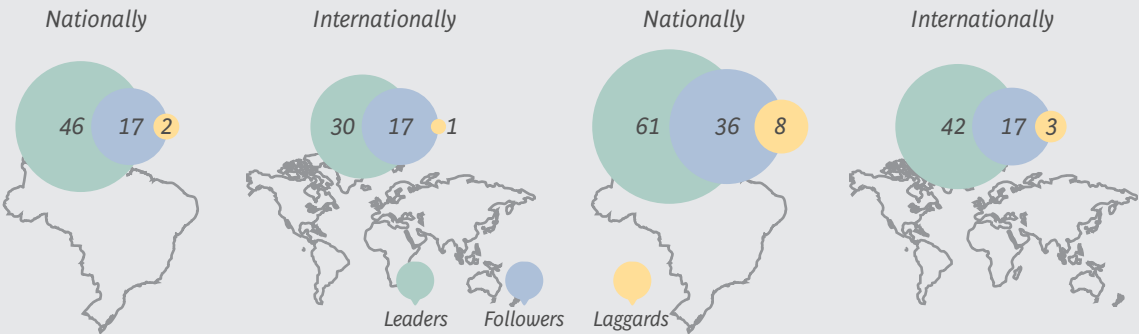 Nationally Internationally Nationally Internationally
46 17 2 30 17 1 61 36 8 42 17 3
Leaders Followers Laggards